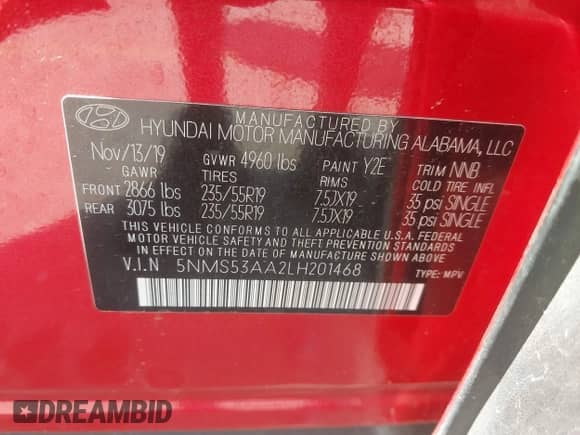 MANUFACTURED BY
HYUNDAI MOTOR MANUFACTURING ALABAMA, LLC
Nov/13/19 GVWR 4960 lbs PAINT Y2E TRIM NNB
GAWR TIRES RIMS COLD TIRE INFL
FRONT 2866 lbs 235/55R19 7.5JX19 35 psi SINGLE
REAR 3075 lbs 235/55R19 7.5JX19 35 psi SINGLE
THIS VEHICLE CONFORMS TO ALL APPLICABLE U.S.A. FEDERAL
MOTOR VEHICLE SAFETY AND THEFT PREVENTION STANDARDS
IN EFFECT ON THE DATE OF MANUFACTURE SHOWN ABOVE.
V.I.N 5NMS53AA2LH201468 TYPE: MPV
DREAMBID